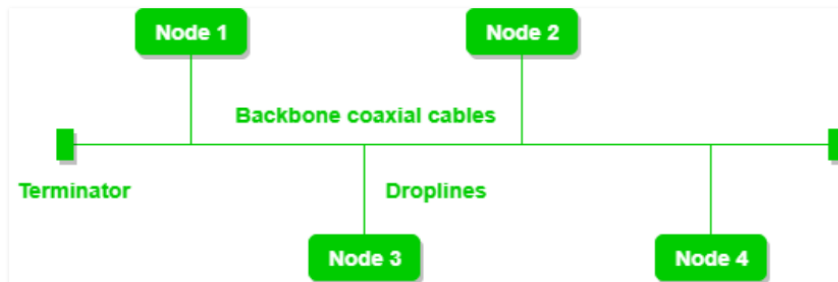 Node 1
Node 2
Backbone coaxial cables
Terminator
Droplines
Node 3
Node 4